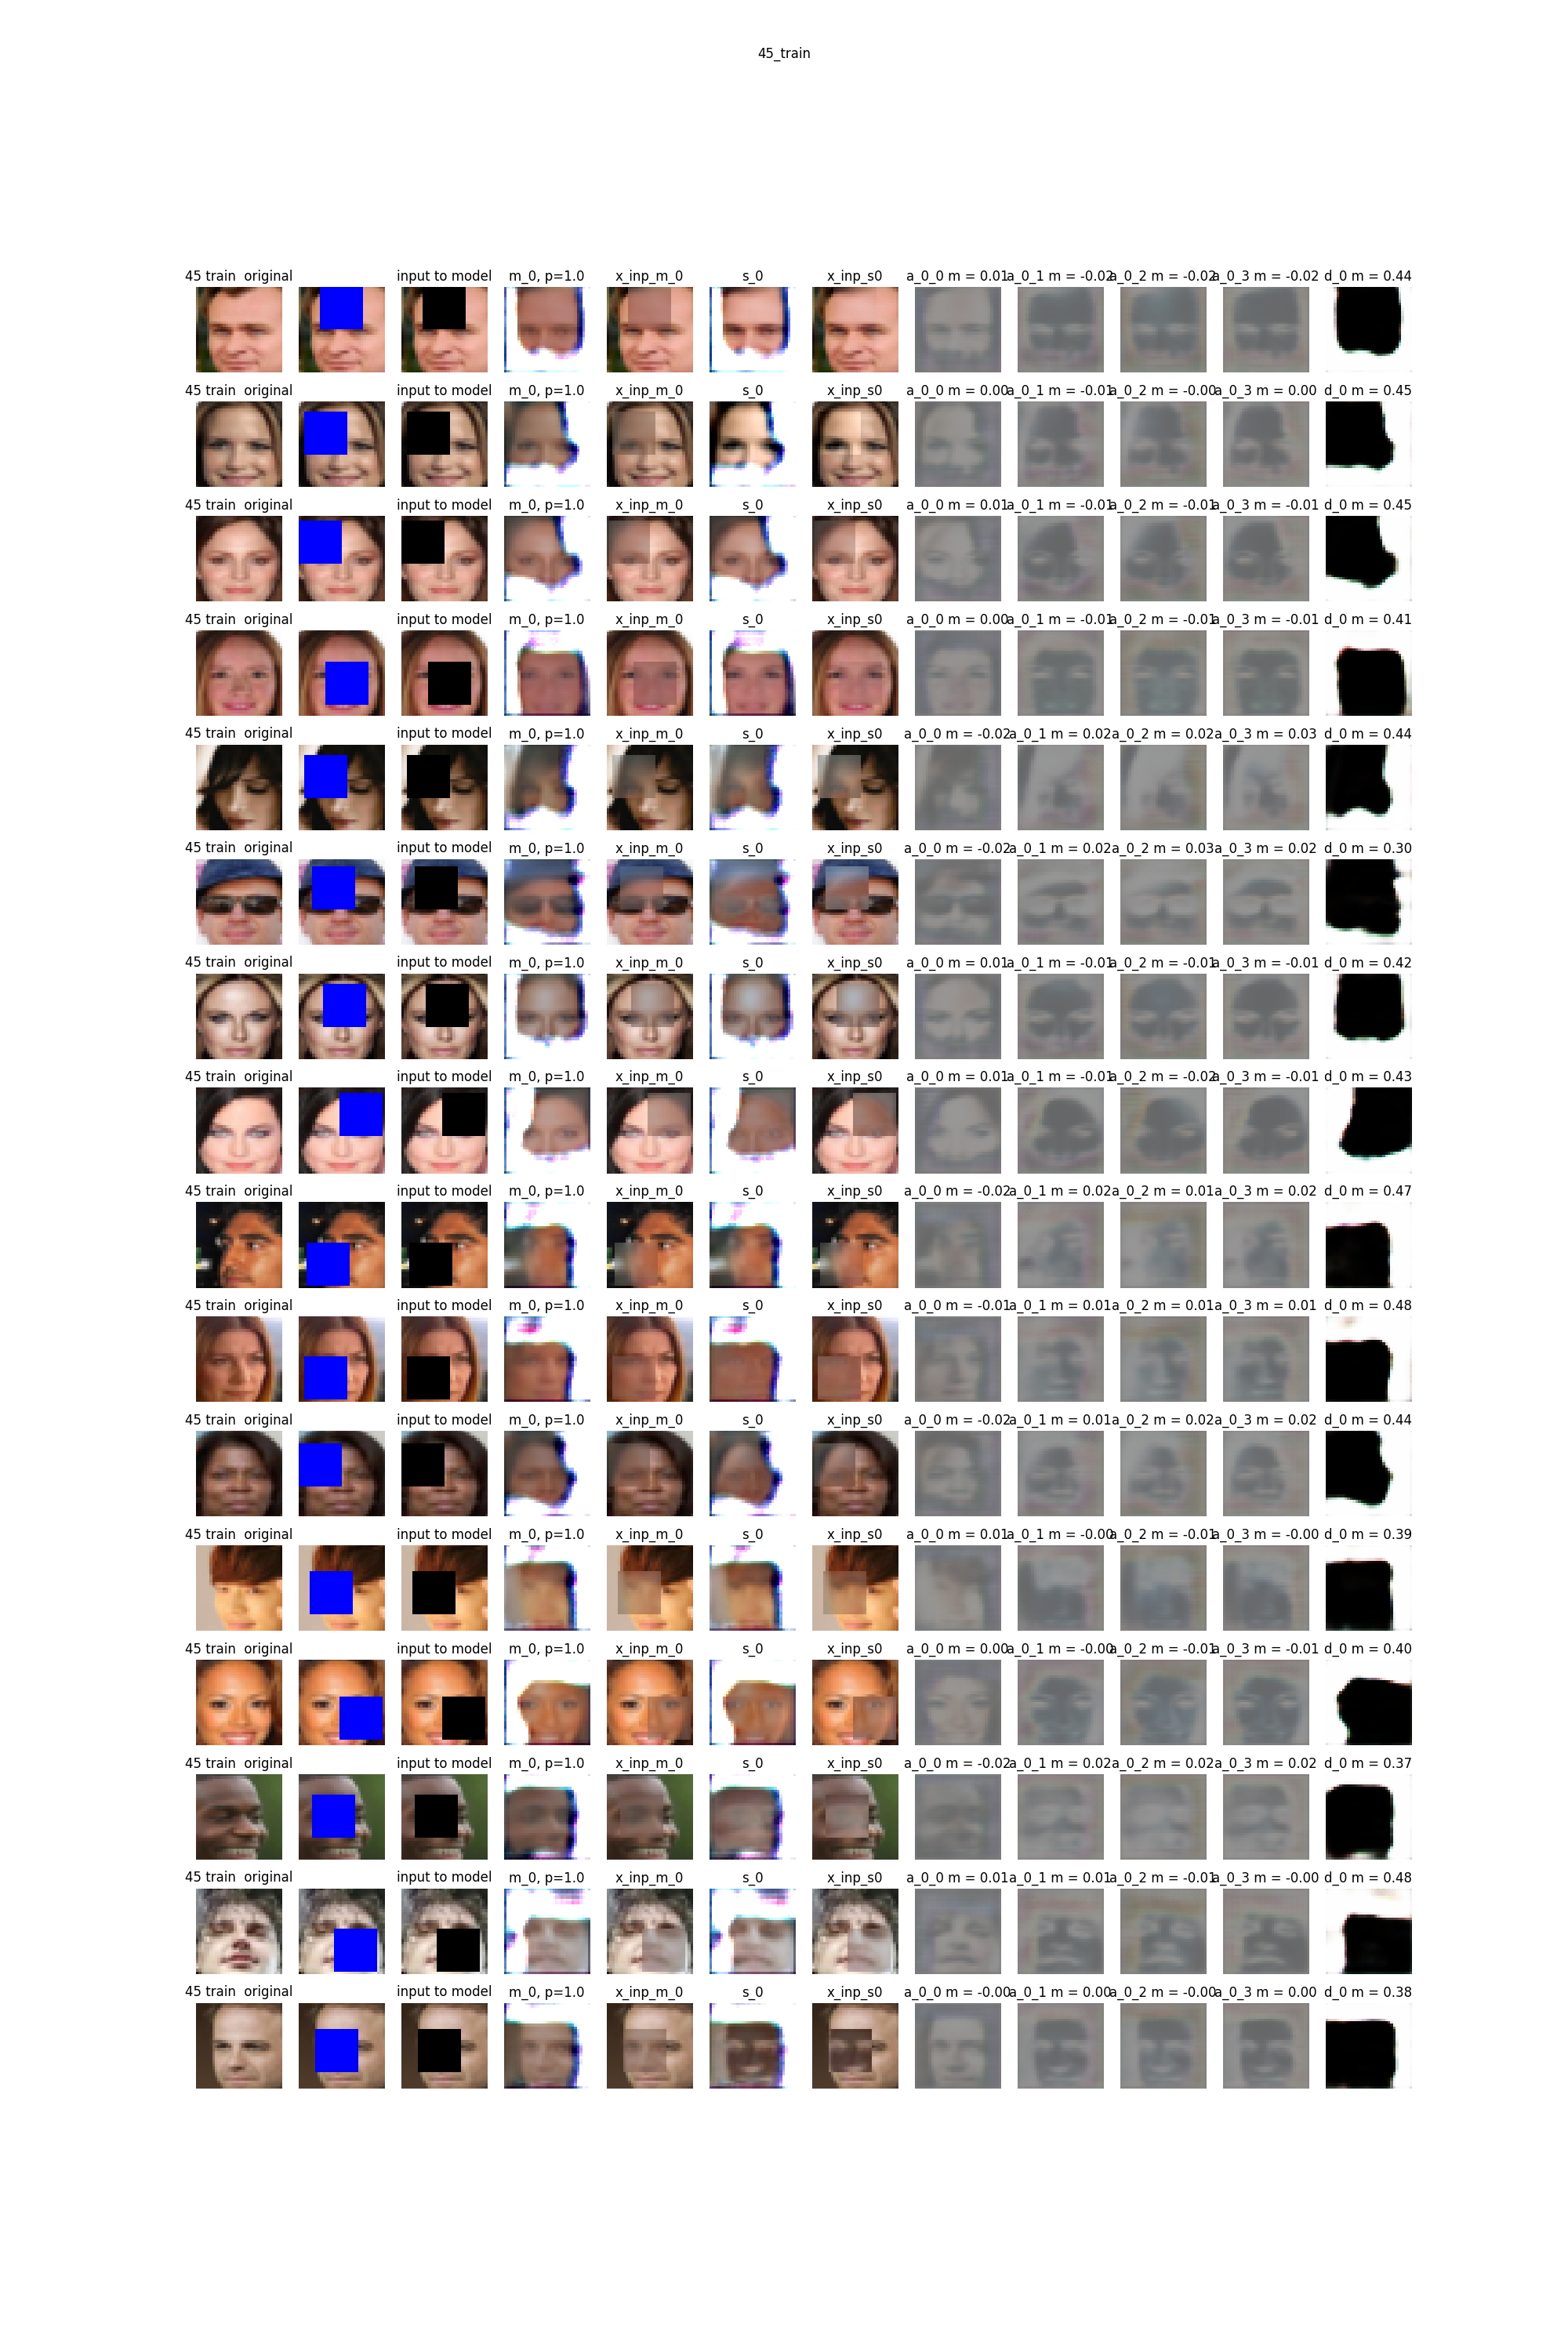 45_train
45 train  original input to model m_0, p=1.0 x_inp_m_0 s_0 x_inp_s0 a_0_0 m = 0.01 a_0_1 m = -0.02 a_0_2 m = -0.02 a_0_3 m = -0.02 d_0 m = 0.44
45 train  original input to model m_0, p=1.0 x_inp_m_0 s_0 x_inp_s0 a_0_0 m = 0.00 a_0_1 m = -0.01 a_0_2 m = -0.00 a_0_3 m = 0.00 d_0 m = 0.45
45 train  original input to model m_0, p=1.0 x_inp_m_0 s_0 x_inp_s0 a_0_0 m = 0.01 a_0_1 m = -0.01 a_0_2 m = -0.01 a_0_3 m = -0.01 d_0 m = 0.45
45 train  original input to model m_0, p=1.0 x_inp_m_0 s_0 x_inp_s0 a_0_0 m = 0.00 a_0_1 m = -0.01 a_0_2 m = -0.01 a_0_3 m = -0.01 d_0 m = 0.41
45 train  original input to model m_0, p=1.0 x_inp_m_0 s_0 x_inp_s0 a_0_0 m = -0.02 a_0_1 m = 0.02 a_0_2 m = 0.02 a_0_3 m = 0.03 d_0 m = 0.44
45 train  original input to model m_0, p=1.0 x_inp_m_0 s_0 x_inp_s0 a_0_0 m = -0.02 a_0_1 m = 0.02 a_0_2 m = 0.03 a_0_3 m = 0.02 d_0 m = 0.30
45 train  original input to model m_0, p=1.0 x_inp_m_0 s_0 x_inp_s0 a_0_0 m = 0.01 a_0_1 m = -0.01 a_0_2 m = -0.01 a_0_3 m = -0.01 d_0 m = 0.42
45 train  original input to model m_0, p=1.0 x_inp_m_0 s_0 x_inp_s0 a_0_0 m = 0.01 a_0_1 m = -0.01 a_0_2 m = -0.02 a_0_3 m = -0.01 d_0 m = 0.43
45 train  original input to model m_0, p=1.0 x_inp_m_0 s_0 x_inp_s0 a_0_0 m = -0.02 a_0_1 m = 0.02 a_0_2 m = 0.01 a_0_3 m = 0.02 d_0 m = 0.47
45 train  original input to model m_0, p=1.0 x_inp_m_0 s_0 x_inp_s0 a_0_0 m = -0.01 a_0_1 m = 0.01 a_0_2 m = 0.01 a_0_3 m = 0.01 d_0 m = 0.48
45 train  original input to model m_0, p=1.0 x_inp_m_0 s_0 x_inp_s0 a_0_0 m = -0.02 a_0_1 m = 0.01 a_0_2 m = 0.02 a_0_3 m = 0.02 d_0 m = 0.44
45 train  original input to model m_0, p=1.0 x_inp_m_0 s_0 x_inp_s0 a_0_0 m = 0.01 a_0_1 m = -0.00 a_0_2 m = -0.01 a_0_3 m = -0.00 d_0 m = 0.39
45 train  original input to model m_0, p=1.0 x_inp_m_0 s_0 x_inp_s0 a_0_0 m = 0.00 a_0_1 m = -0.00 a_0_2 m = -0.01 a_0_3 m = -0.01 d_0 m = 0.40
45 train  original input to model m_0, p=1.0 x_inp_m_0 s_0 x_inp_s0 a_0_0 m = -0.02 a_0_1 m = 0.02 a_0_2 m = 0.02 a_0_3 m = 0.02 d_0 m = 0.37
45 train  original input to model m_0, p=1.0 x_inp_m_0 s_0 x_inp_s0 a_0_0 m = 0.01 a_0_1 m = 0.01 a_0_2 m = -0.01 a_0_3 m = -0.00 d_0 m = 0.48
45 train  original input to model m_0, p=1.0 x_inp_m_0 s_0 x_inp_s0 a_0_0 m = -0.00 a_0_1 m = 0.00 a_0_2 m = -0.00 a_0_3 m = 0.00 d_0 m = 0.38